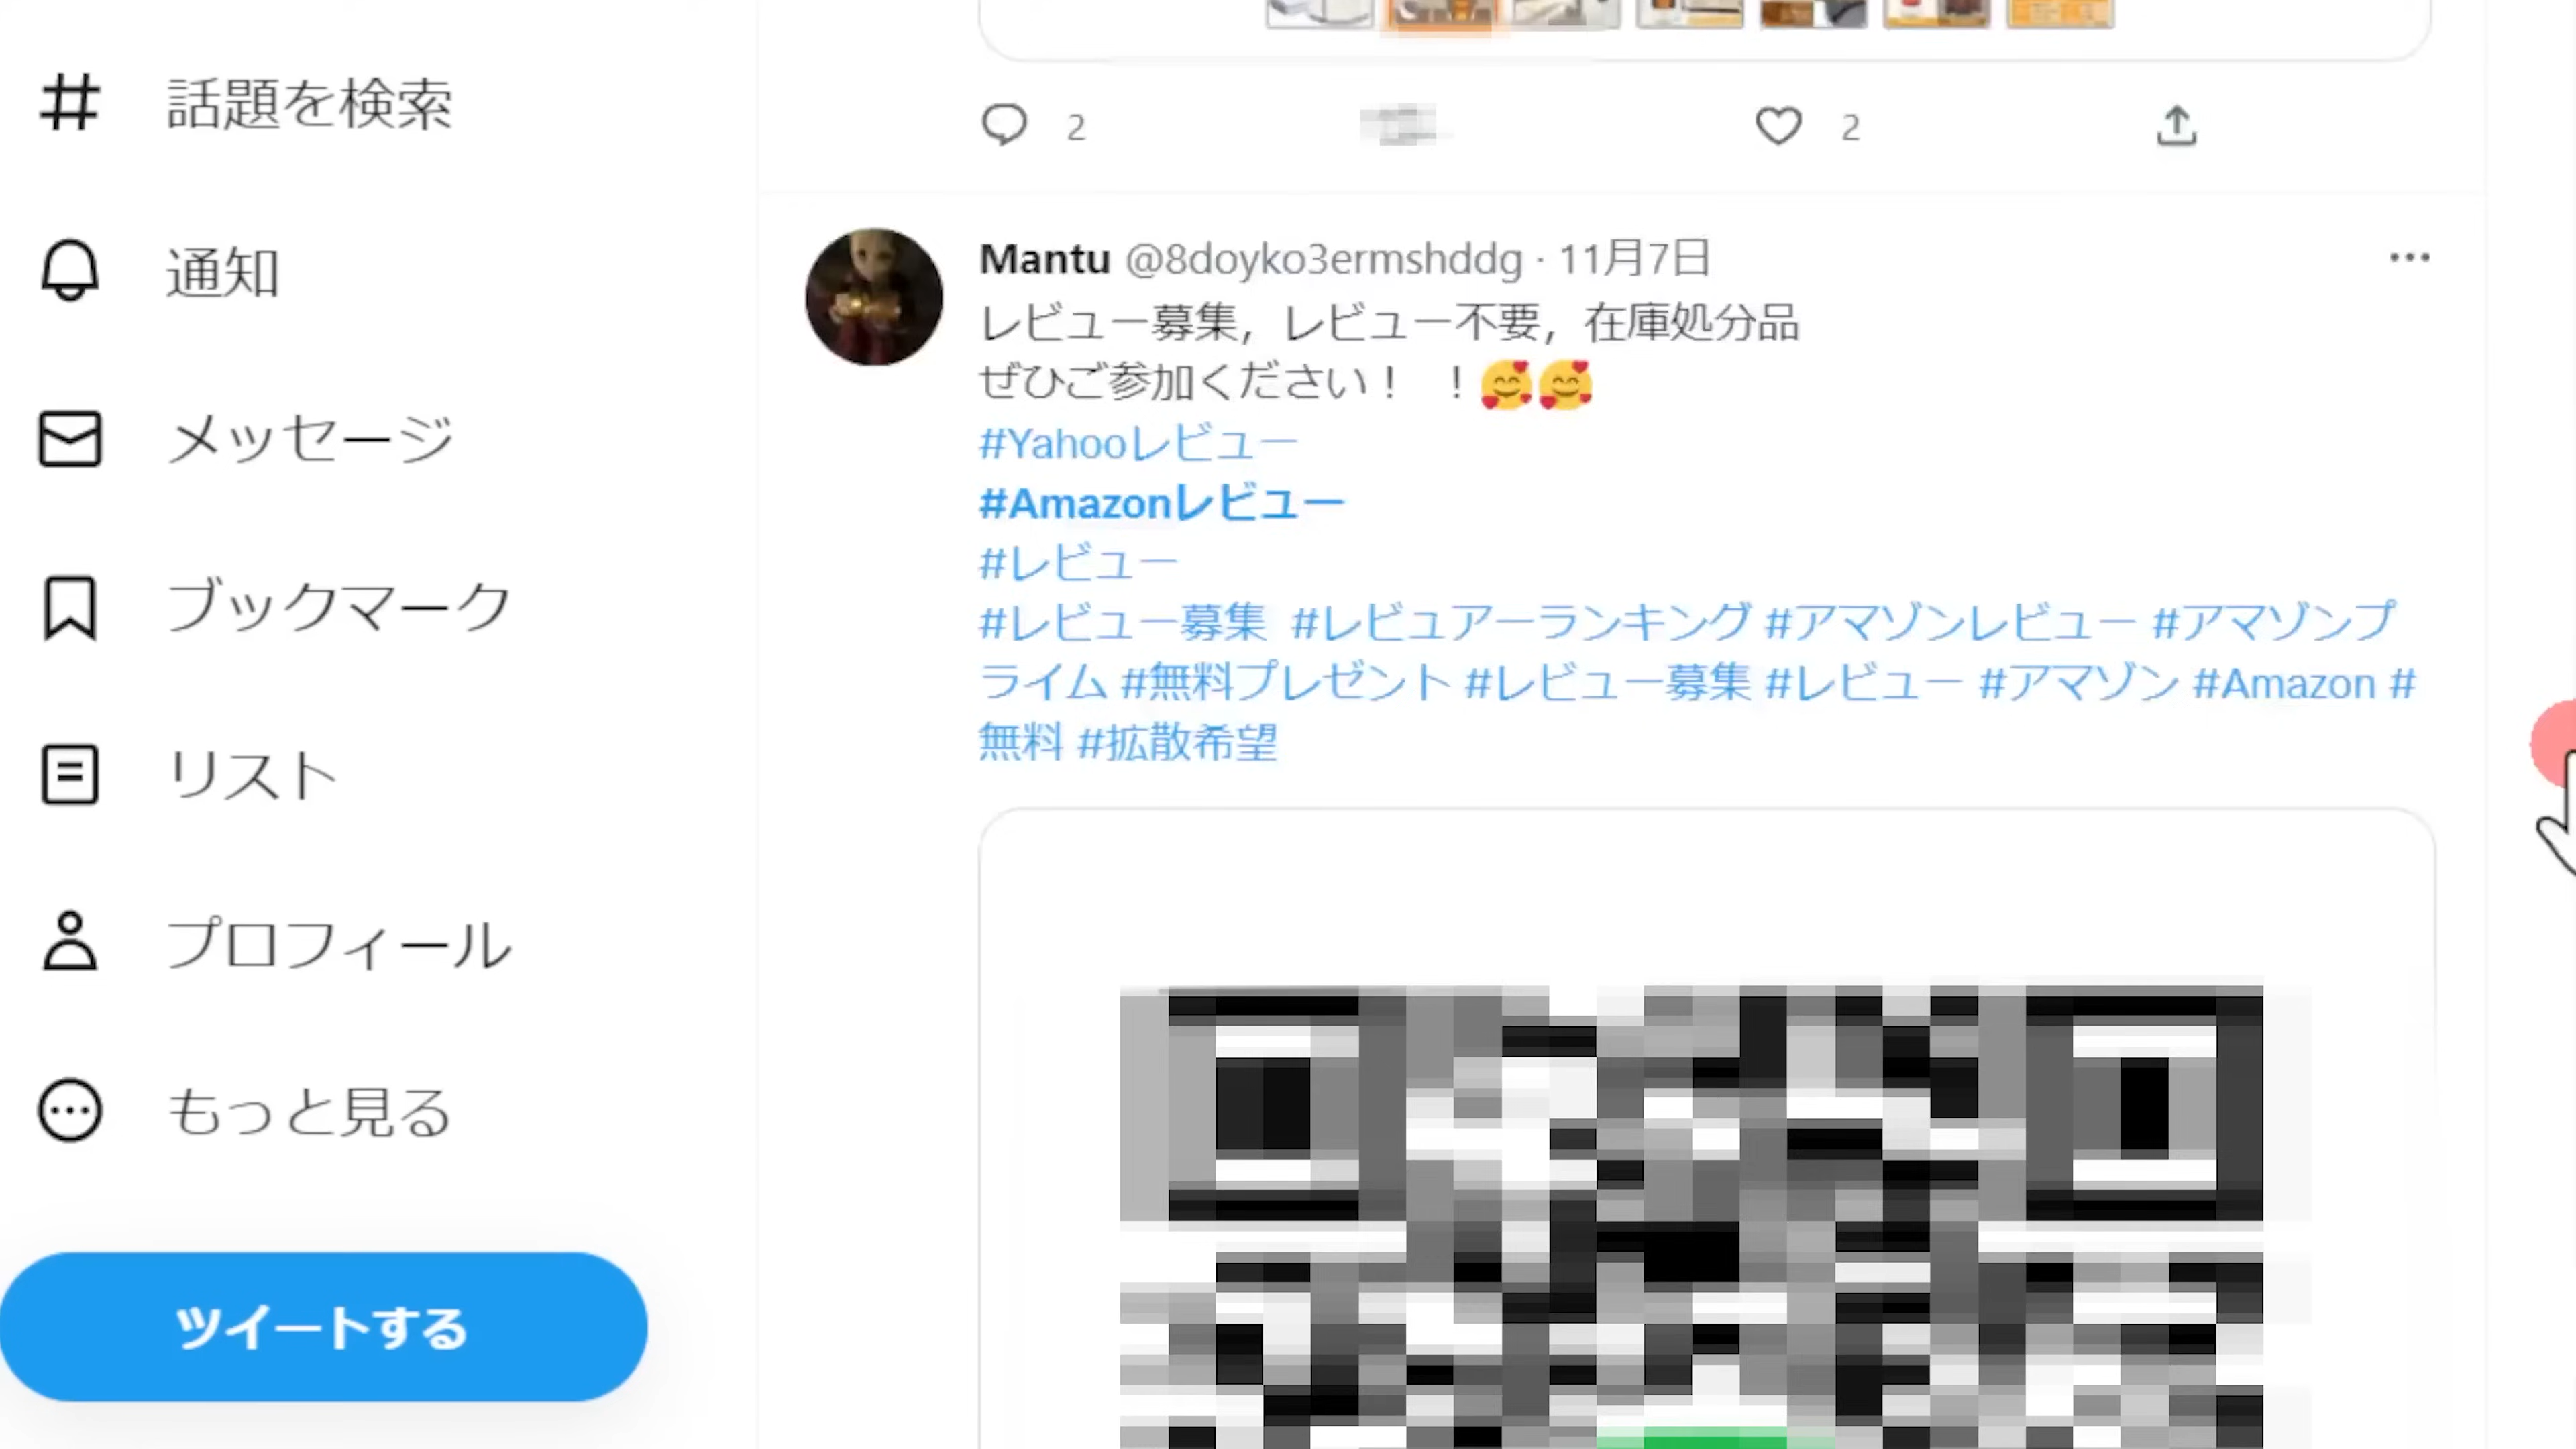 話題を検索
通知
メッセージ
ブックマーク
リスト
プロフィール
もっと見る
ツイートする
2
2
Mantu @8doyko3ermshddg · 11月7日
レビュー募集，レビュー不要，在庫処分品
ぜひご参加ください！ ！🥰🥰
#Yahooレビュー
#Amazonレビュー
#レビュー
#レビュー募集 #レビュアーランキング #アマゾンレビュー #アマゾンプ
ライム #無料プレゼント #レビュー募集 #レビュー #アマゾン #Amazon #
無料 #拡散希望